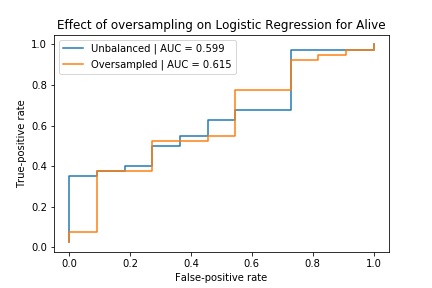 Effect of oversampling on Logistic Regression for Alive
Unbalanced | AUC = 0.599
Oversampled | AUC = 0.615
True-positive rate
1.0
0.8
0.6
0.4
0.2
0.0
0.0 0.2 0.4 0.6 0.8 1.0
False-positive rate